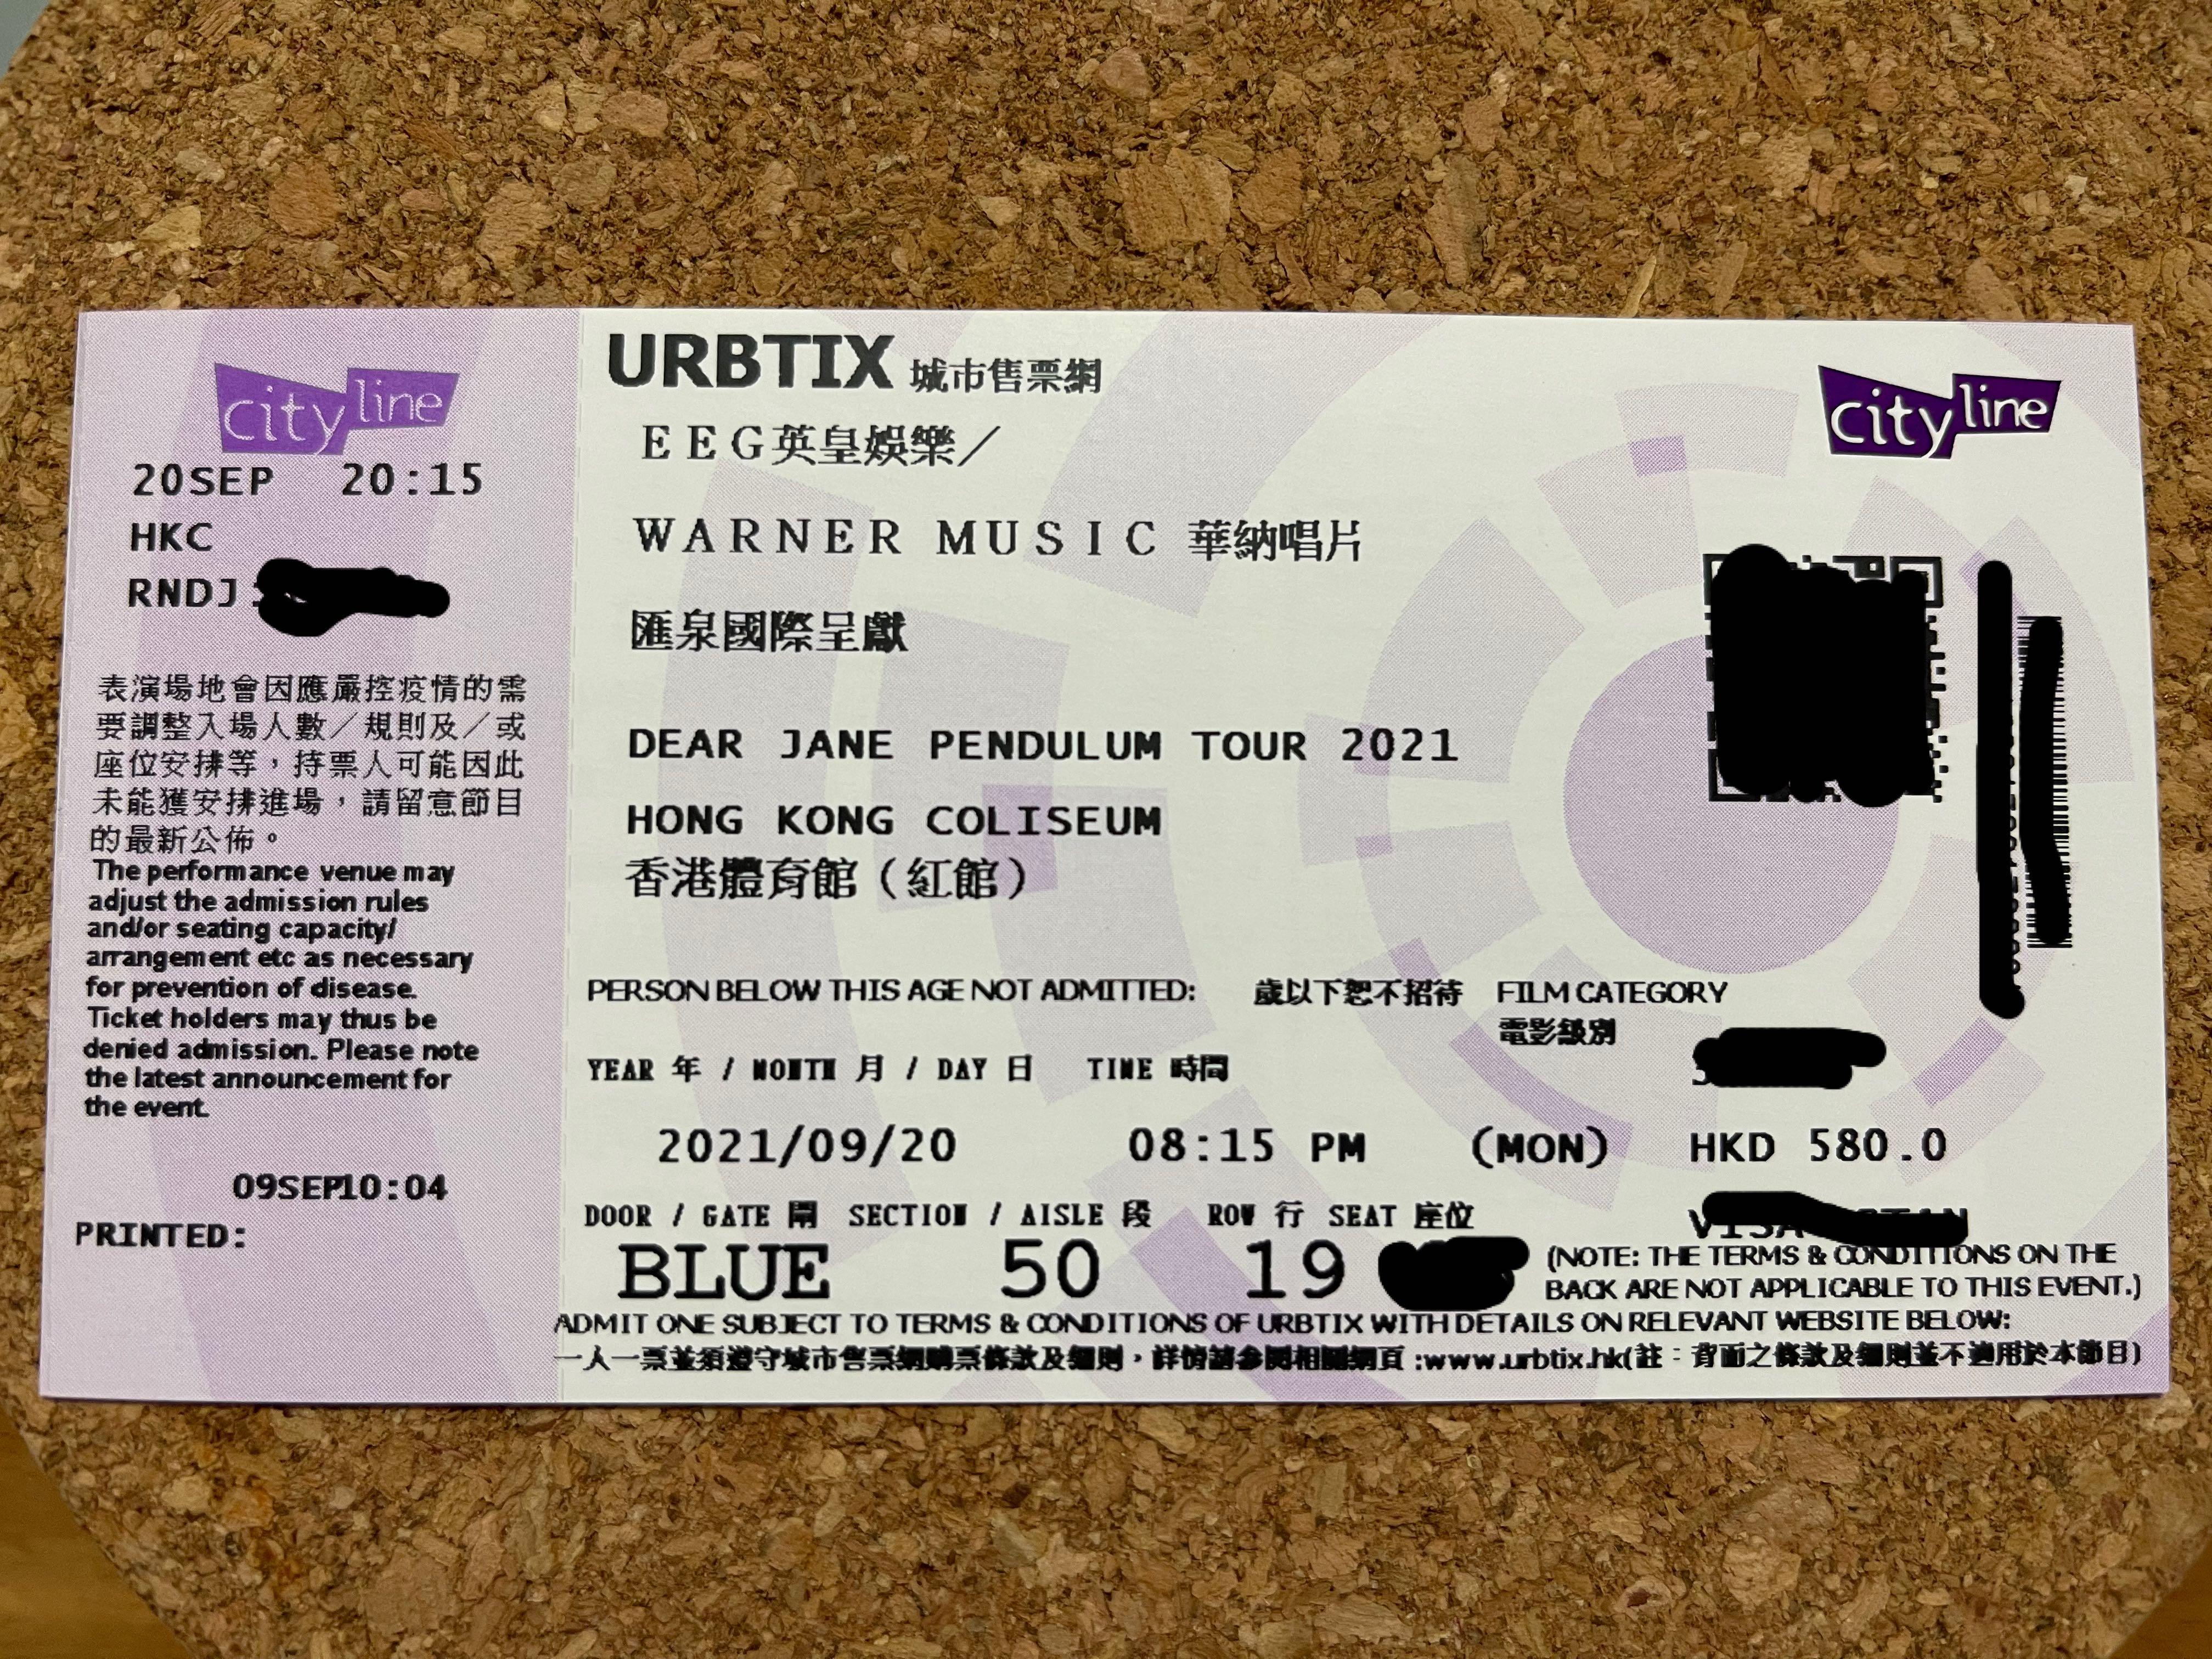 city line
20SEP 20:15
HKC
RNDJ
表演場地會因應嚴控疫情的需
要調整入場人數／規則及／或
座位安排等，持票人可能因此
未能獲安排進場，請留意節目
的最新公佈。
The performance venue may
adjust the admission rules
and/or seating capacity/
arrangement etc as necessary
for prevention of disease.
Ticket holders may thus be
denied admission. Please note
the latest announcement for
the event.
09SEP10:04
PRINTED:
URBTIX 城市售票網
city line
ＥＥＧ英皇娛樂／
ＷＡＲＮＥＲ ＭＵＳＩＣ 華納唱片
匯泉國際呈獻
DEAR JANE PENDULUM TOUR 2021
HONG KONG COLISEUM
香港體育館（紅館）
PERSON BELOW THIS AGE NOT ADMITTED: 歲以下恕不招待 FILM CATEGORY
電影級別
YEAR 年 / MONTH 月 / DAY 日 TIME 時間
2021/09/20 08:15 PM (MON) HKD 580.0
DOOR / GATE 閘 SECTION / AISLE 段 ROW 行 SEAT 座位
VISA
BLUE 50 19
(NOTE: THE TERMS & CONDITIONS ON THE
BACK ARE NOT APPLICABLE TO THIS EVENT.)
ADMIT ONE SUBJECT TO TERMS & CONDITIONS OF URBTIX WITH DETAILS ON RELEVANT WEBSITE BELOW:
一人一票並須遵守城市售票網購票條款及細則，詳情請參閱相關網頁:www.urbtix.hk(註：背面之條款及細則並不適用於本節目)